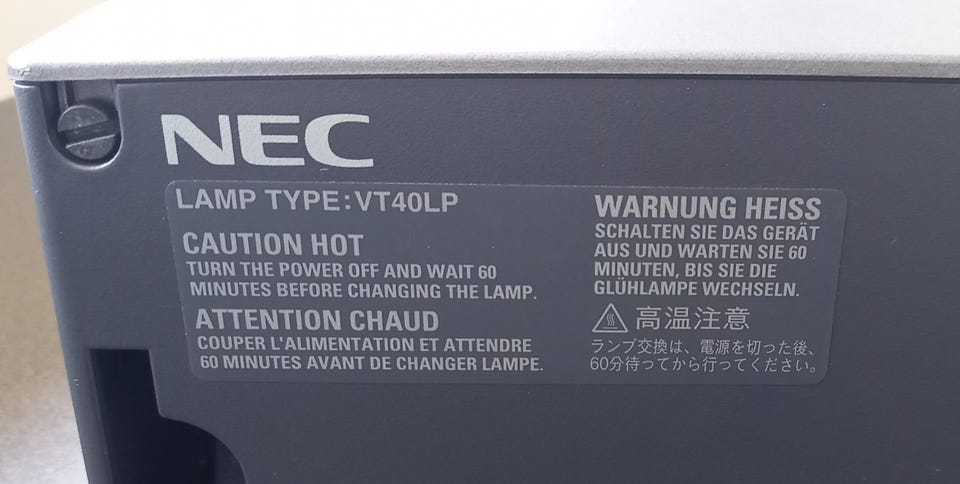 NEC
LAMP TYPE:VT40LP
CAUTION HOT
TURN THE POWER OFF AND WAIT 60
MINUTES BEFORE CHANGING THE LAMP.
ATTENTION CHAUD
COUPER L'ALIMENTATION ET ATTENDRE
60 MINUTES AVANT DE CHANGER LAMPE.
WARNUNG HEISS
SCHALTEN SIE DAS GERÄT
AUS UND WARTEN SIE 60
MINUTEN, BIS SIE DIE
GLÜHLAMPE WECHSELN.
高温注意
ランプ交換は、電源を切った後、
60分待ってから行ってください。